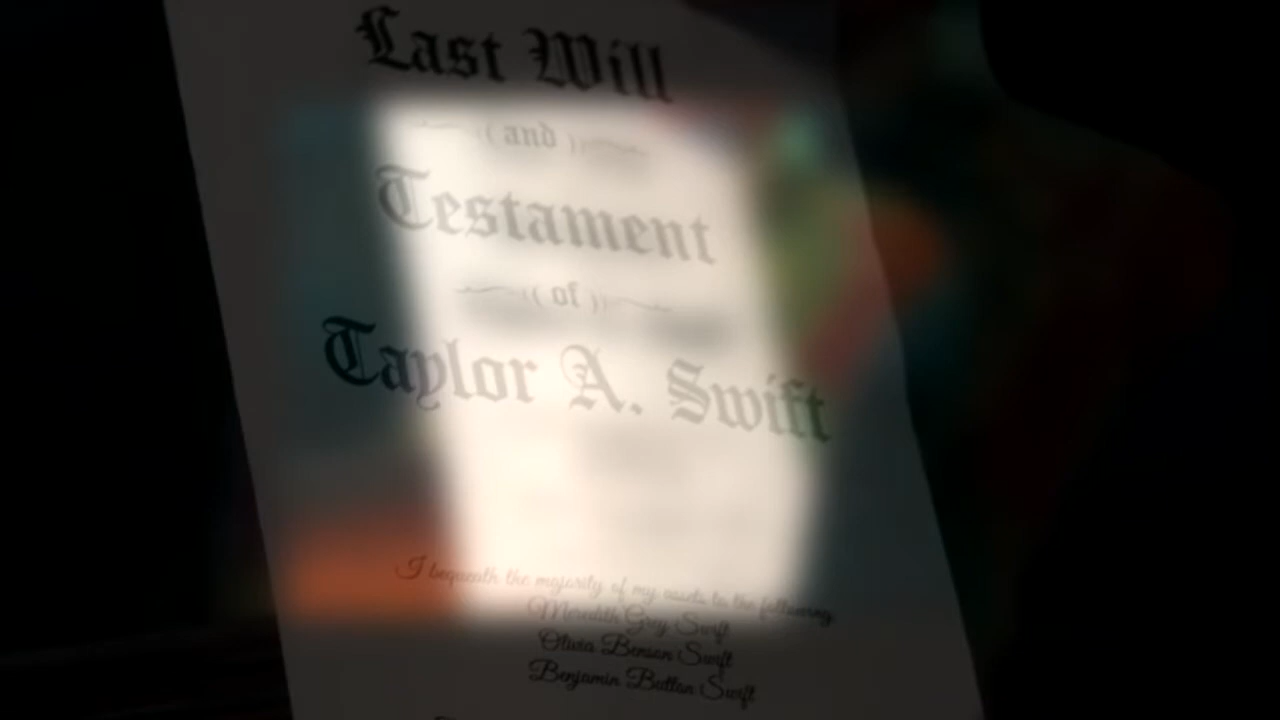 Last Will
and
Testament
of
Taylor A. Swift
I bequeath the majority of my assets to the following
Meredith Grey Swift
Olivia Benson Swift
Benjamin Button Swift